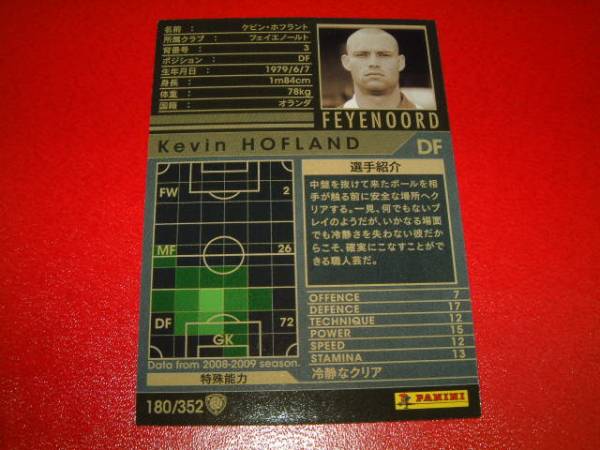 名前 : ケビン・ホフラント
所属クラブ : フェイエノールト
背番号 : 3
ポジション : DF
生年月日 : 1979/6/7
身長 : 1m84cm
体重 : 78kg
国籍 : オランダ
FEYENOORD
Kevin HOFLAND DF
FW 2
MF 26
DF 72
GK
Data from 2008-2009 season.
選手紹介
中盤を抜けて来たボールを相
手が触る前に安全な場所へ
クリアする。一見、何でもない
プレイのようだが、いかなる場面
でも冷静さを失わない彼だか
らこそ、確実にこなすことがで
きる職人芸だ。
OFFENCE 7
DEFENCE 17
TECHNIQUE 12
POWER 15
SPEED 12
STAMINA 13
特殊能力 冷静なクリア
180/352
PANINI